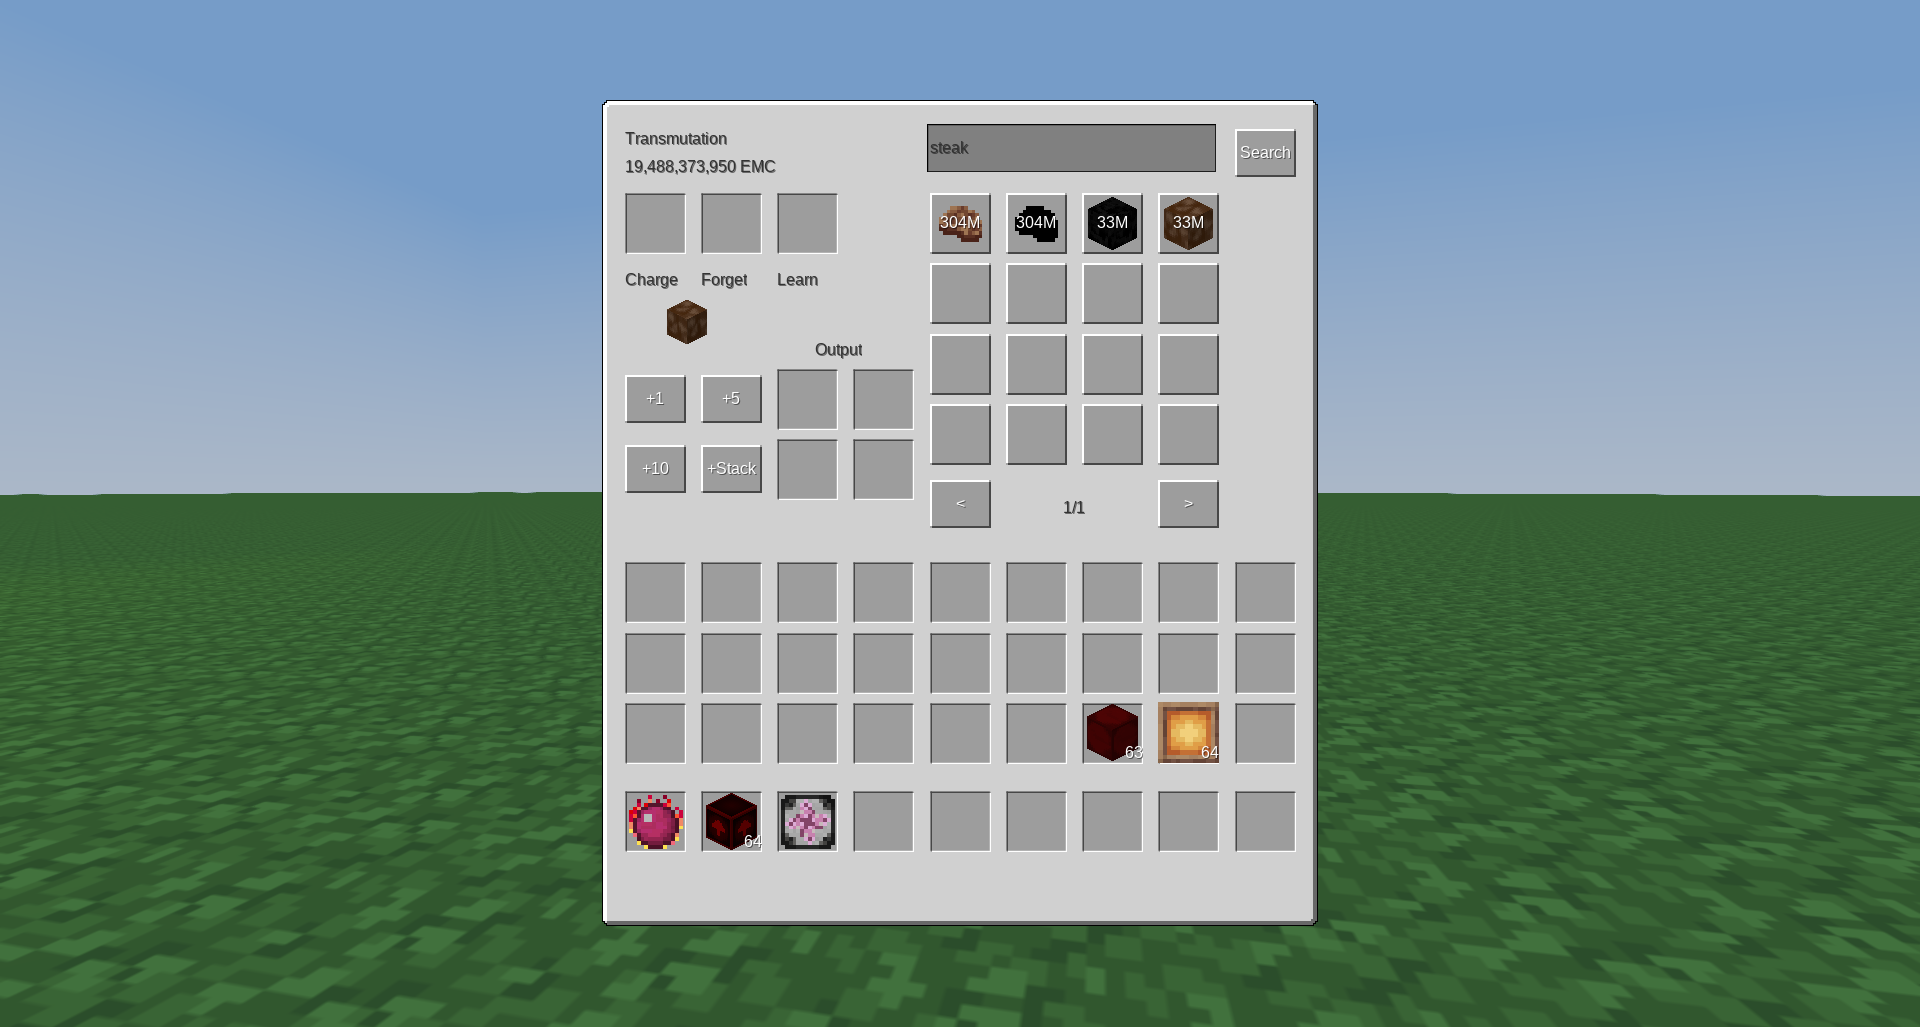 Transmutation
19,488,373,950 EMC
steak
Search
304M 304M 33M 33M
Charge Forget Learn
Output
+1 +5
+10 +Stack
< 1/1 >
63 64
64